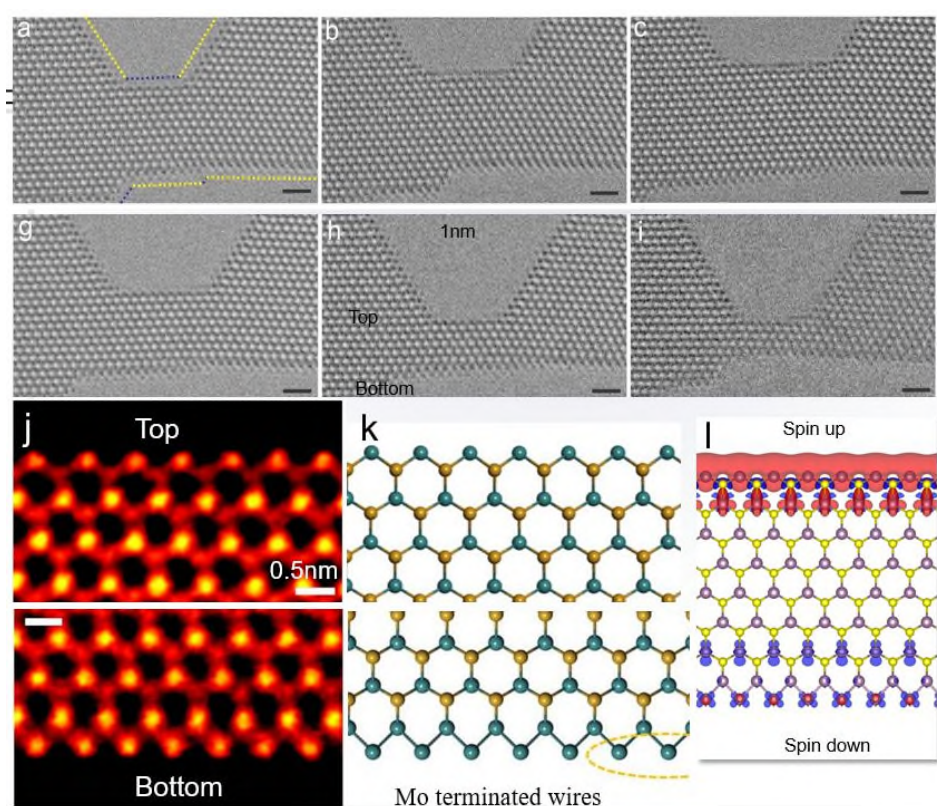 a
b
c
g
h
i
1nm
Top
Bottom
j
Top
0.5nm
Bottom
k
Mo terminated wires
l
Spin up
Spin down